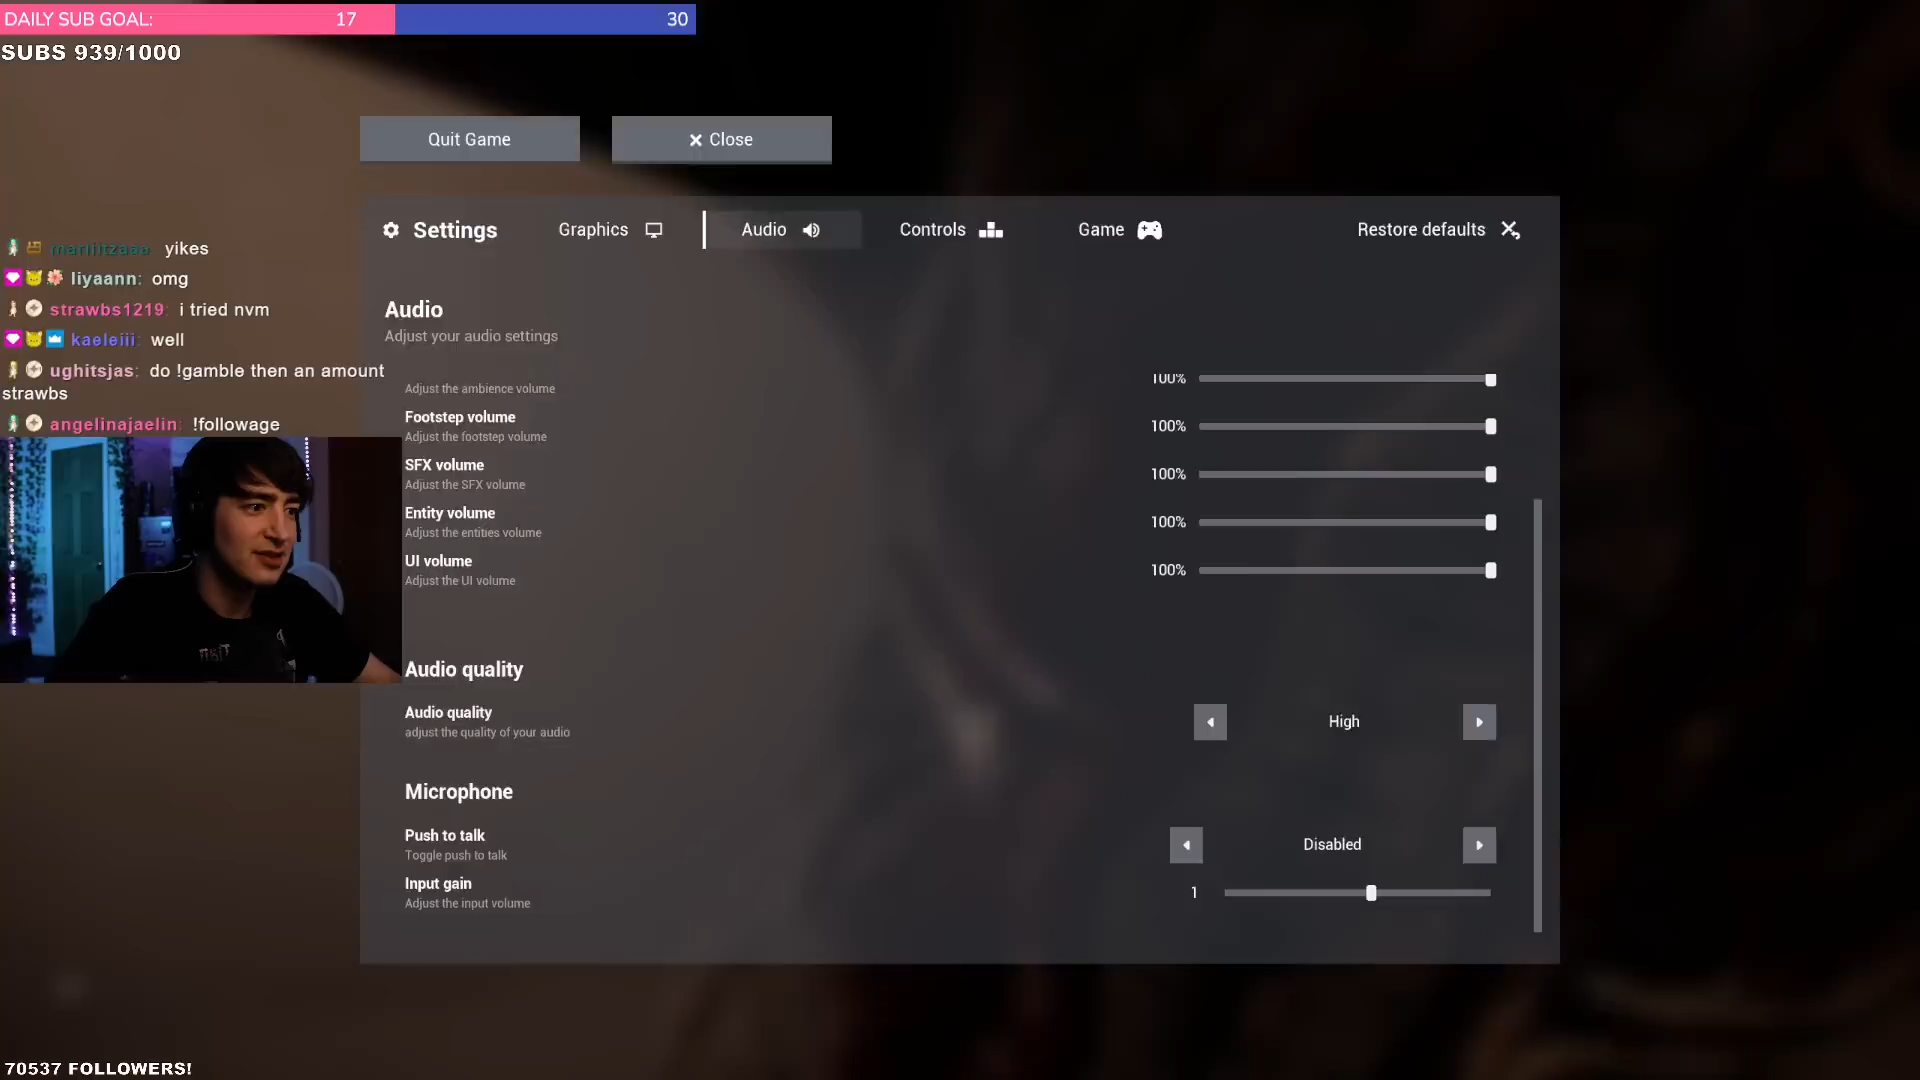 DAILY SUB GOAL: 17 30
SUBS 939/1000
Quit Game
Close
Settings Graphics Audio Controls Game Restore defaults
Audio
Adjust your audio settings
Adjust the ambience volume
100%
Footstep volume
Adjust the footstep volume
100%
SFX volume
Adjust the SFX volume
100%
Entity volume
Adjust the entities volume
100%
UI volume
Adjust the UI volume
100%
Audio quality
Audio quality
adjust the quality of your audio
High
Microphone
Push to talk
Toggle push to talk
Disabled
Input gain
Adjust the input volume
1
mariiitzaaa yikes
liyaann: omg
strawbs1219: i tried nvm
kaeleiii: well
ughitsjas: do !gamble then an amount
strawbs
angelinajaelin: !followage
70537 FOLLOWERS!